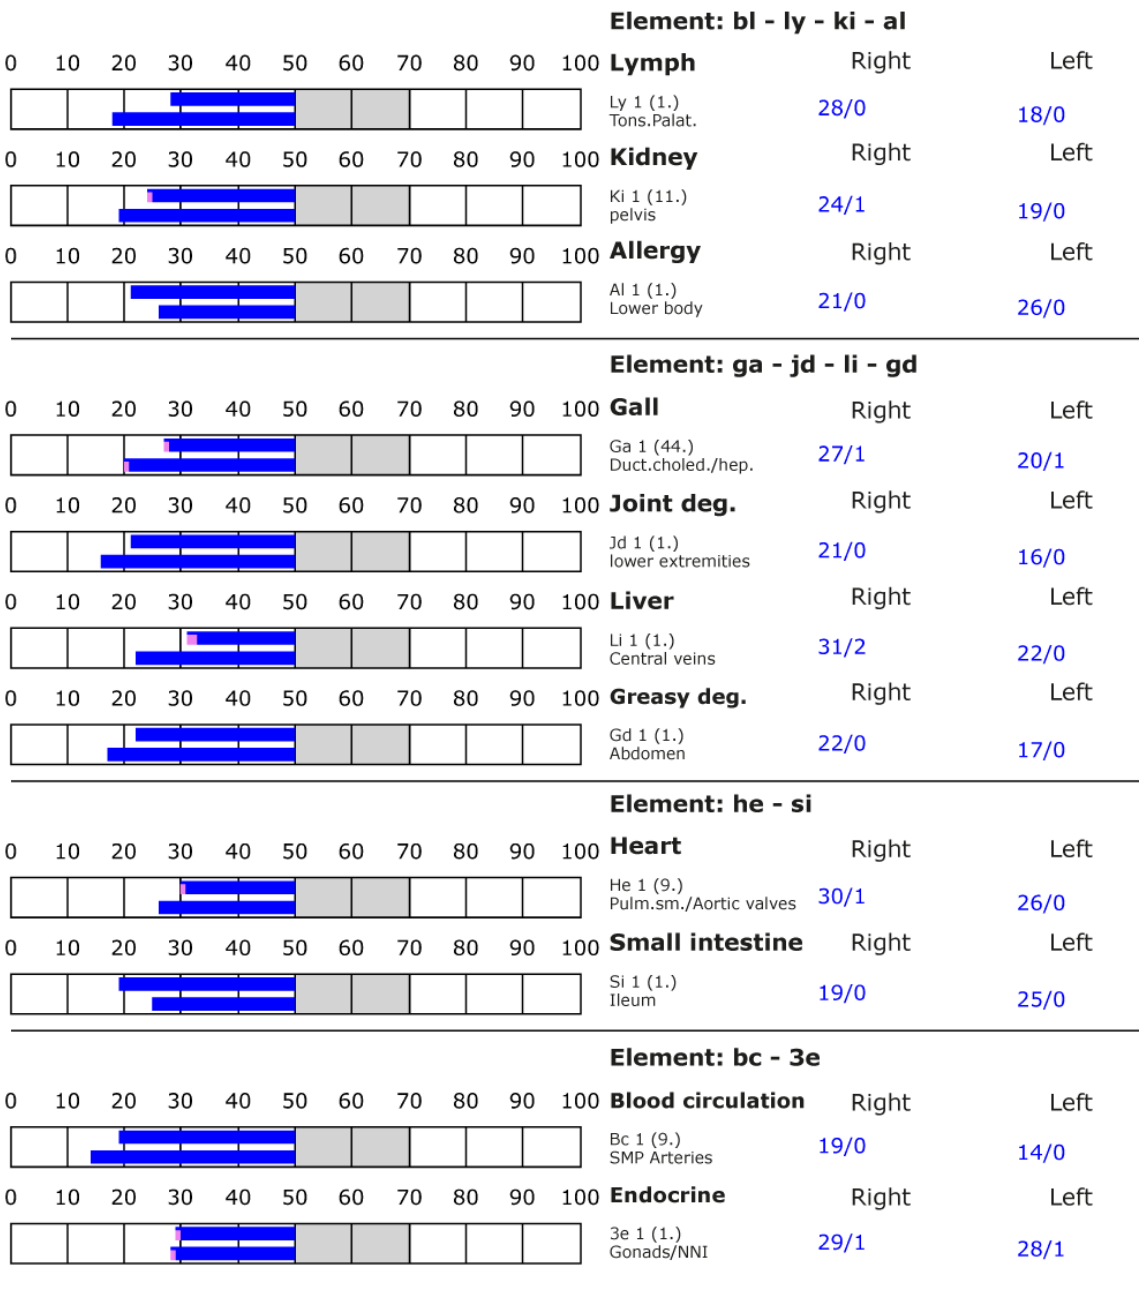 Element: bl - ly - ki - al
0 10 20 30 40 50 60 70 80 90 100 Lymph Right Left
Ly 1 (1.) 28/0 18/0
Tons.Palat.
0 10 20 30 40 50 60 70 80 90 100 Kidney Right Left
Ki 1 (11.) 24/1 19/0
pelvis
0 10 20 30 40 50 60 70 80 90 100 Allergy Right Left
Al 1 (1.) 21/0 26/0
Lower body
Element: ga - jd - li - gd
0 10 20 30 40 50 60 70 80 90 100 Gall Right Left
Ga 1 (44.) 27/1 20/1
Duct.choled./hep.
0 10 20 30 40 50 60 70 80 90 100 Joint deg. Right Left
Jd 1 (1.) 21/0 16/0
lower extremities
0 10 20 30 40 50 60 70 80 90 100 Liver Right Left
Li 1 (1.) 31/2 22/0
Central veins
0 10 20 30 40 50 60 70 80 90 100 Greasy deg. Right Left
Gd 1 (1.) 22/0 17/0
Abdomen
Element: he - si
0 10 20 30 40 50 60 70 80 90 100 Heart Right Left
He 1 (9.) 30/1 26/0
Pulm.sm./Aortic valves
0 10 20 30 40 50 60 70 80 90 100 Small intestine Right Left
Si 1 (1.) 19/0 25/0
Ileum
Element: bc - 3e
0 10 20 30 40 50 60 70 80 90 100 Blood circulation Right Left
Bc 1 (9.) 19/0 14/0
SMP Arteries
0 10 20 30 40 50 60 70 80 90 100 Endocrine Right Left
3e 1 (1.) 29/1 28/1
Gonads/NNI